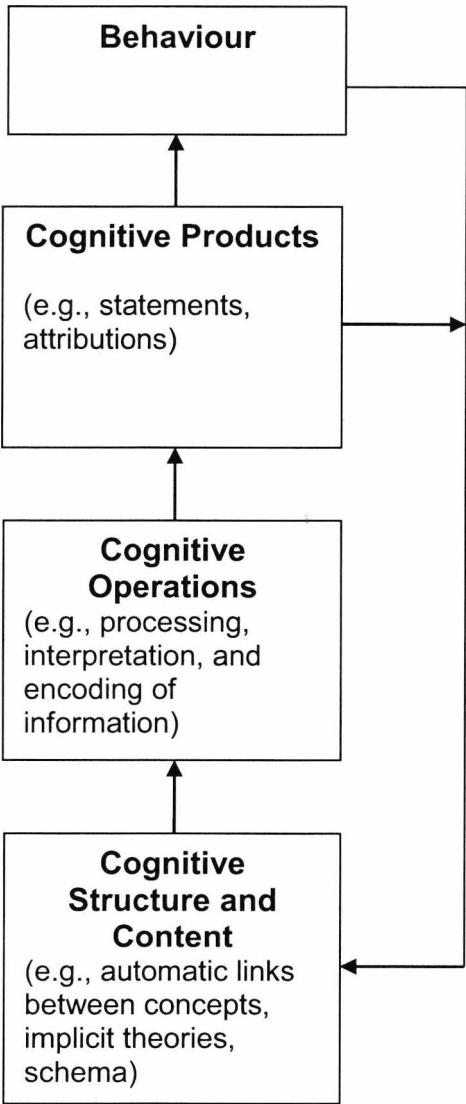 Behaviour
Cognitive Products
(e.g., statements,
attributions)
Cognitive
Operations
(e.g., processing,
interpretation, and
encoding of
information)
Cognitive
Structure and
Content
(e.g., automatic links
between concepts,
implicit theories,
schema)